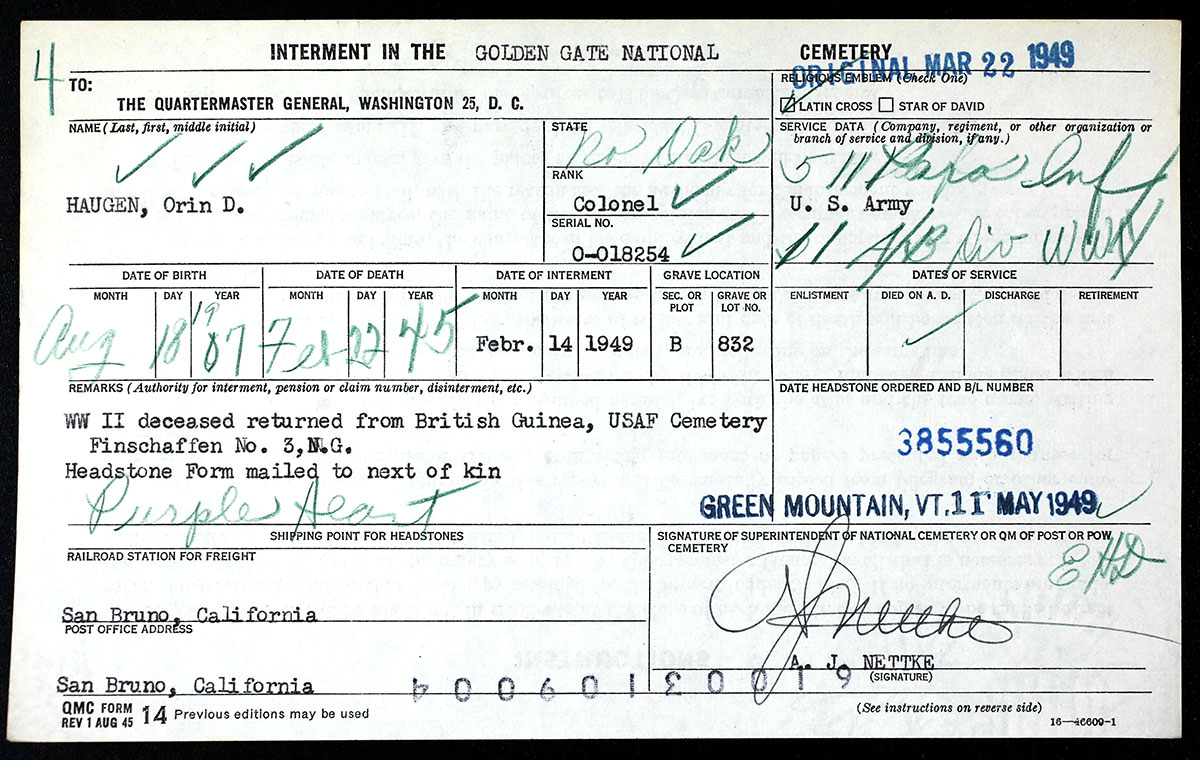 4
INTERMENT IN THE GOLDEN GATE NATIONAL CEMETERY
ORIGINAL MAR 22 1949
TO:
THE QUARTERMASTER GENERAL, WASHINGTON 25, D. C.
RELIGIOUS EMBLEM (Check One)
LATIN CROSS STAR OF DAVID
NAME (Last, first, middle initial)
HAUGEN, Orin D.
STATE
No Dak
RANK
Colonel
SERIAL NO.
O-018254
SERVICE DATA (Company, regiment, or other organization or
branch of service and division, if any.)
511 Para Inf
U. S. Army
11 A/B Div WWII
DATE OF BIRTH DATE OF DEATH DATE OF INTERMENT GRAVE LOCATION DATES OF SERVICE
MONTH DAY YEAR MONTH DAY YEAR MONTH DAY YEAR SEC. OR PLOT GRAVE OR LOT NO. ENLISTMENT DIED ON A. D. DISCHARGE RETIREMENT
Aug 18 1907 Feb 22 45 Febr. 14 1949 B 832
REMARKS (Authority for interment, pension or claim number, disinterment, etc.)
WW II deceased returned from British Guinea, USAF Cemetery
Finschaffen No. 3, N.G.
Headstone Form mailed to next of kin
Purple Heart
DATE HEADSTONE ORDERED AND B/L NUMBER
3855560
GREEN MOUNTAIN, VT. 11 MAY 1949
SHIPPING POINT FOR HEADSTONES
RAILROAD STATION FOR FREIGHT
San Bruno, California
POST OFFICE ADDRESS
San Bruno, California
SIGNATURE OF SUPERINTENDENT OF NATIONAL CEMETERY OR QM OF POST OR POW
CEMETERY
EHD
A J Nettke
A. J. NETTKE
(SIGNATURE)
QMC FORM
REV 1 AUG 45 14 Previous editions may be used
(See instructions on reverse side)
16—46609-1